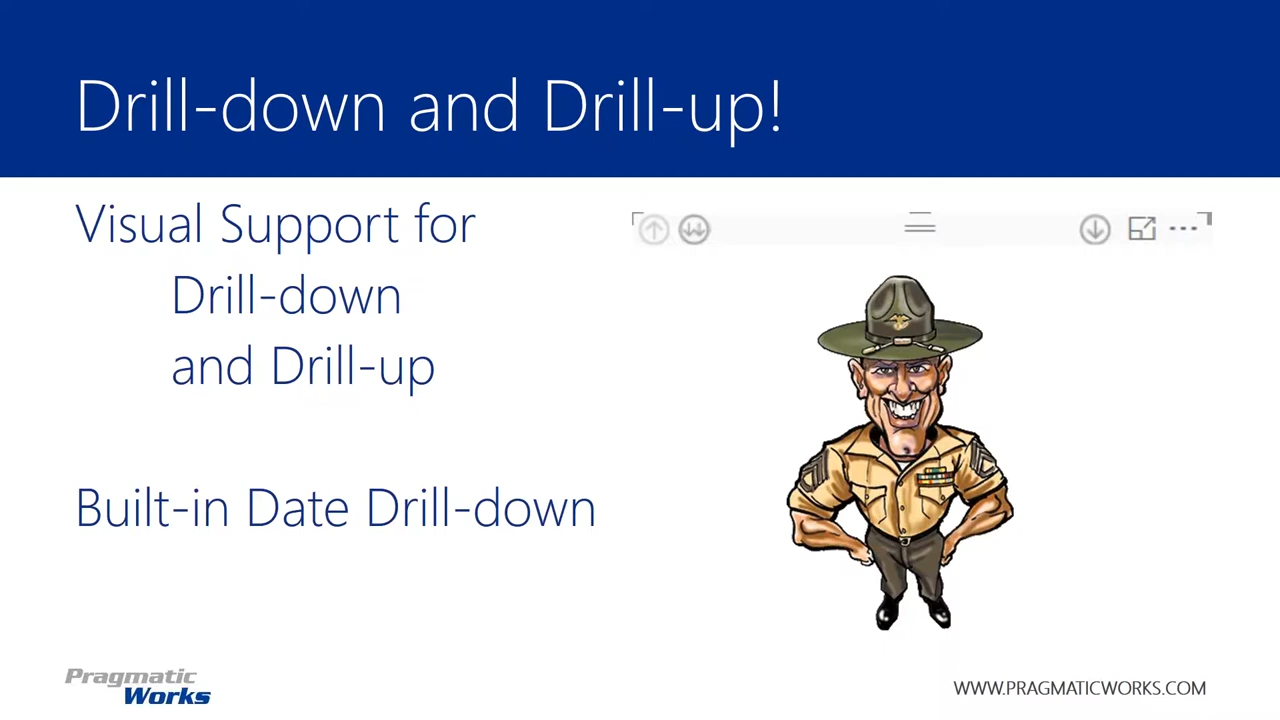 Drill-down and Drill-up!
Visual Support for
Drill-down
and Drill-up
Built-in Date Drill-down
Pragmatic
Works
WWW.PRAGMATICWORKS.COM